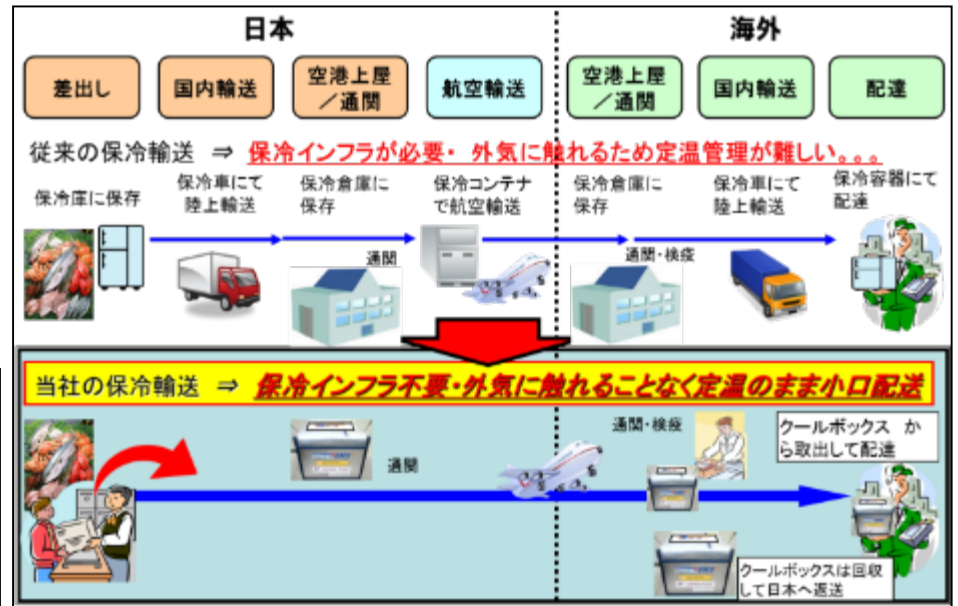 日本
海外
差出し
国内輸送
空港上屋
／通関
航空輸送
空港上屋
／通関
国内輸送
配達
従来の保冷輸送 ⇒ 保冷インフラが必要・ 外気に触れるため定温管理が難しい。。。
保冷庫に保存
保冷車にて
陸上輸送
保冷倉庫に
保存
保冷コンテナ
で航空輸送
保冷倉庫に
保存
保冷車にて
陸上輸送
保冷容器にて
配達
通関
通関・検疫
当社の保冷輸送 ⇒ 保冷インフラ不要・外気に触れることなく定温のまま小口配送
通関
通関・検疫
クールボックス か
ら取出して配達
クールボックスは回収
して日本へ返送